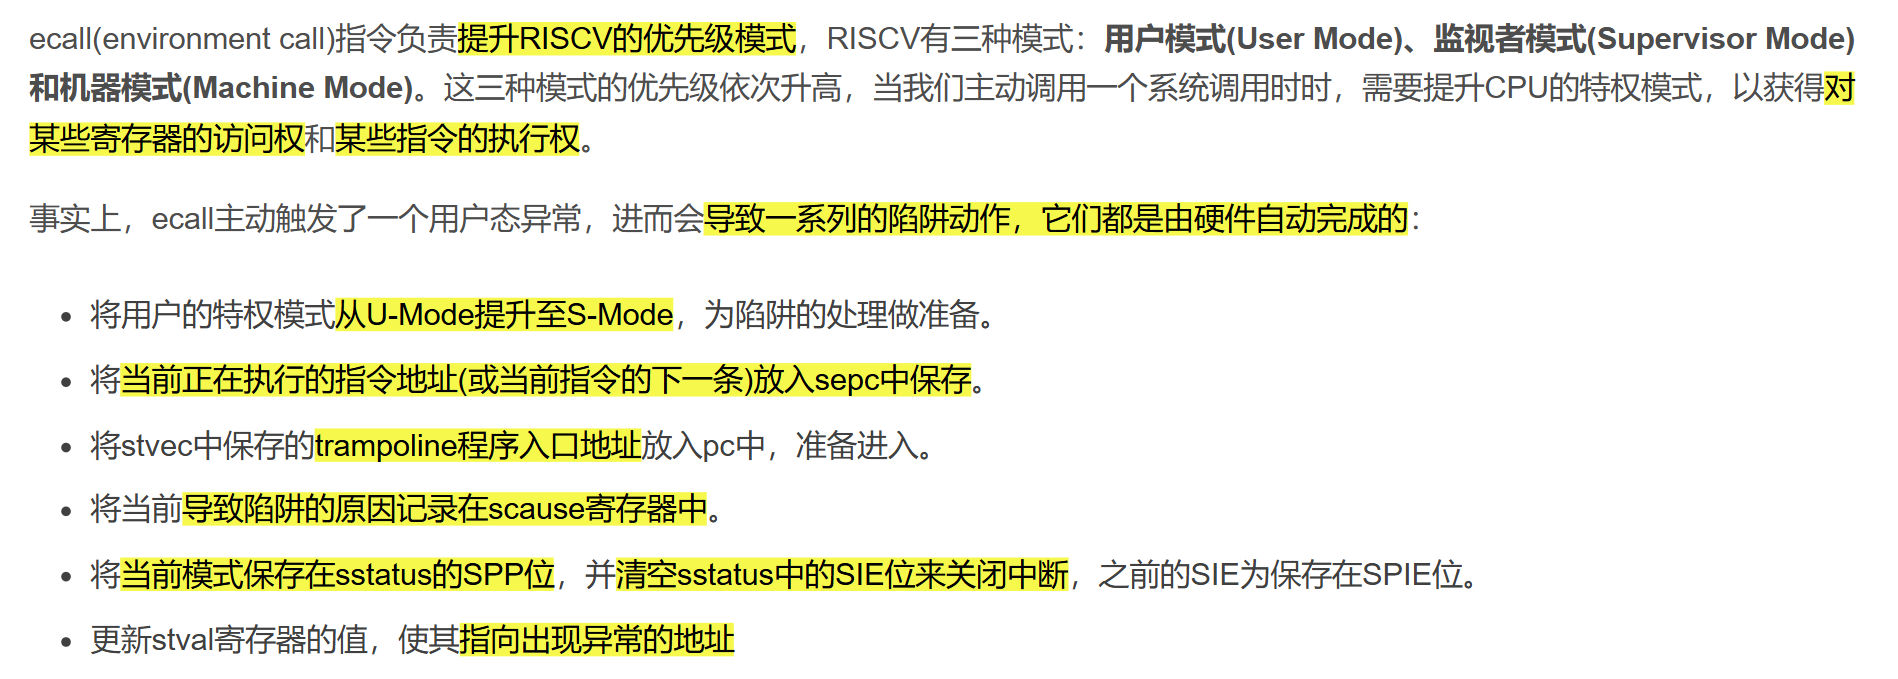 ecall(environment call)指令负责提升RISCV的优先级模式，RISCV有三种模式：用户模式(User Mode)、监视者模式(Supervisor Mode)
和机器模式(Machine Mode)。这三种模式的优先级依次升高，当我们主动调用一个系统调用时时，需要提升CPU的特权模式，以获得对
某些寄存器的访问权和某些指令的执行权。
事实上，ecall主动触发了一个用户态异常，进而会导致一系列的陷阱动作，它们都是由硬件自动完成的：
• 将用户的特权模式从U-Mode提升至S-Mode，为陷阱的处理做准备。
• 将当前正在执行的指令地址(或当前指令的下一条)放入sepc中保存。
• 将stvec中保存的trampoline程序入口地址放入pc中，准备进入。
• 将当前导致陷阱的原因记录在scause寄存器中。
• 将当前模式保存在sstatus的SPP位，并清空sstatus中的SIE位来关闭中断，之前的SIE为保存在SPIE位。
• 更新stval寄存器的值，使其指向出现异常的地址